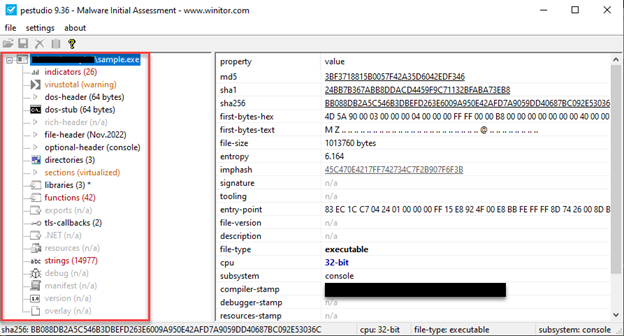 pestudio 9.36 - Malware Initial Assessment - www.winitor.com
file settings about
\sample.exe
indicators (26)
virustotal (warning)
dos-header (64 bytes)
dos-stub (64 bytes)
rich-header (n/a)
file-header (Nov.2022)
optional-header (console)
directories (3)
sections (virtualized)
libraries (3) *
functions (42)
exports (n/a)
tls-callbacks (2)
.NET (n/a)
resources (n/a)
abc strings (14977)
debug (n/a)
manifest (n/a)
1.0 version (n/a)
overlay (n/a)
property value
md5 3BF3718815B0057F42A35D6042EDF346
sha1 24BB7B367ABB8DDACD4459F9C71132BFABA73EB8
sha256 BB088DB2A5C546B3DBEFD263E6009A950E42AFD7A9059DD40687BC092E53036
first-bytes-hex 4D 5A 90 00 03 00 00 00 04 00 00 00 FF FF 00 00 B8 00 00 00 00 00 00 00 40 00 00
first-bytes-text M Z .. .. .. .. .. .. .. .. .. .. .. .. .. .. .. .. .. .. .. .. @ .. .. .. .. .. .. ..
file-size 1013760 bytes
entropy 6.164
imphash 45C470E4217FF742734C7F2B907F6F3B
signature n/a
tooling n/a
entry-point 83 EC 1C C7 04 24 01 00 00 00 FF 15 E8 92 4F 00 E8 BB FE FF FF 8D 74 26 00 8D B
file-version n/a
description n/a
file-type executable
cpu 32-bit
subsystem console
compiler-stamp
debugger-stamp n/a
resources-stamp n/a
sha256: BB088DB2A5C546B3DBEFD263E6009A950E42AFD7A9059DD40687BC092E53036C cpu: 32-bit file-type: executable subsystem: console